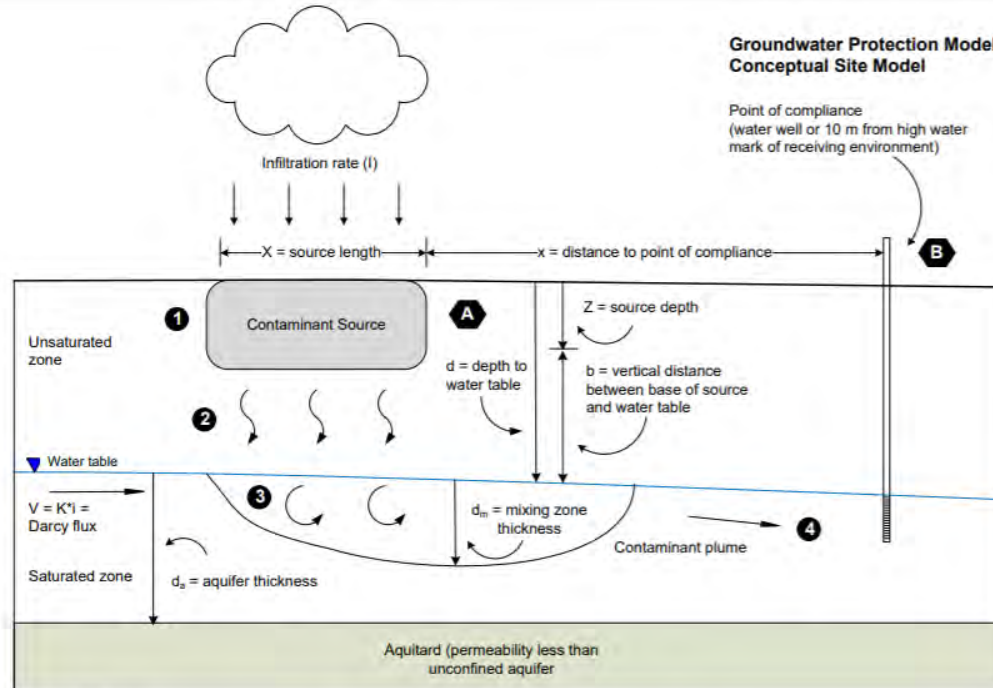 Groundwater Protection Model
Conceptual Site Model
Point of compliance
(water well or 10 m from high water
mark of receiving environment)
Infiltration rate (I)
B
X = source length
x = distance to point of compliance
1
Contaminant Source
A
Z = source depth
Unsaturated
zone
d = depth to
water table
b = vertical distance
between base of source
and water table
2
Water table
3
V = K*i =
Darcy flux
dm = mixing zone
thickness
4
Contaminant plume
Saturated zone
da = aquifer thickness
Aquitard (permeability less than
unconfined aquifer